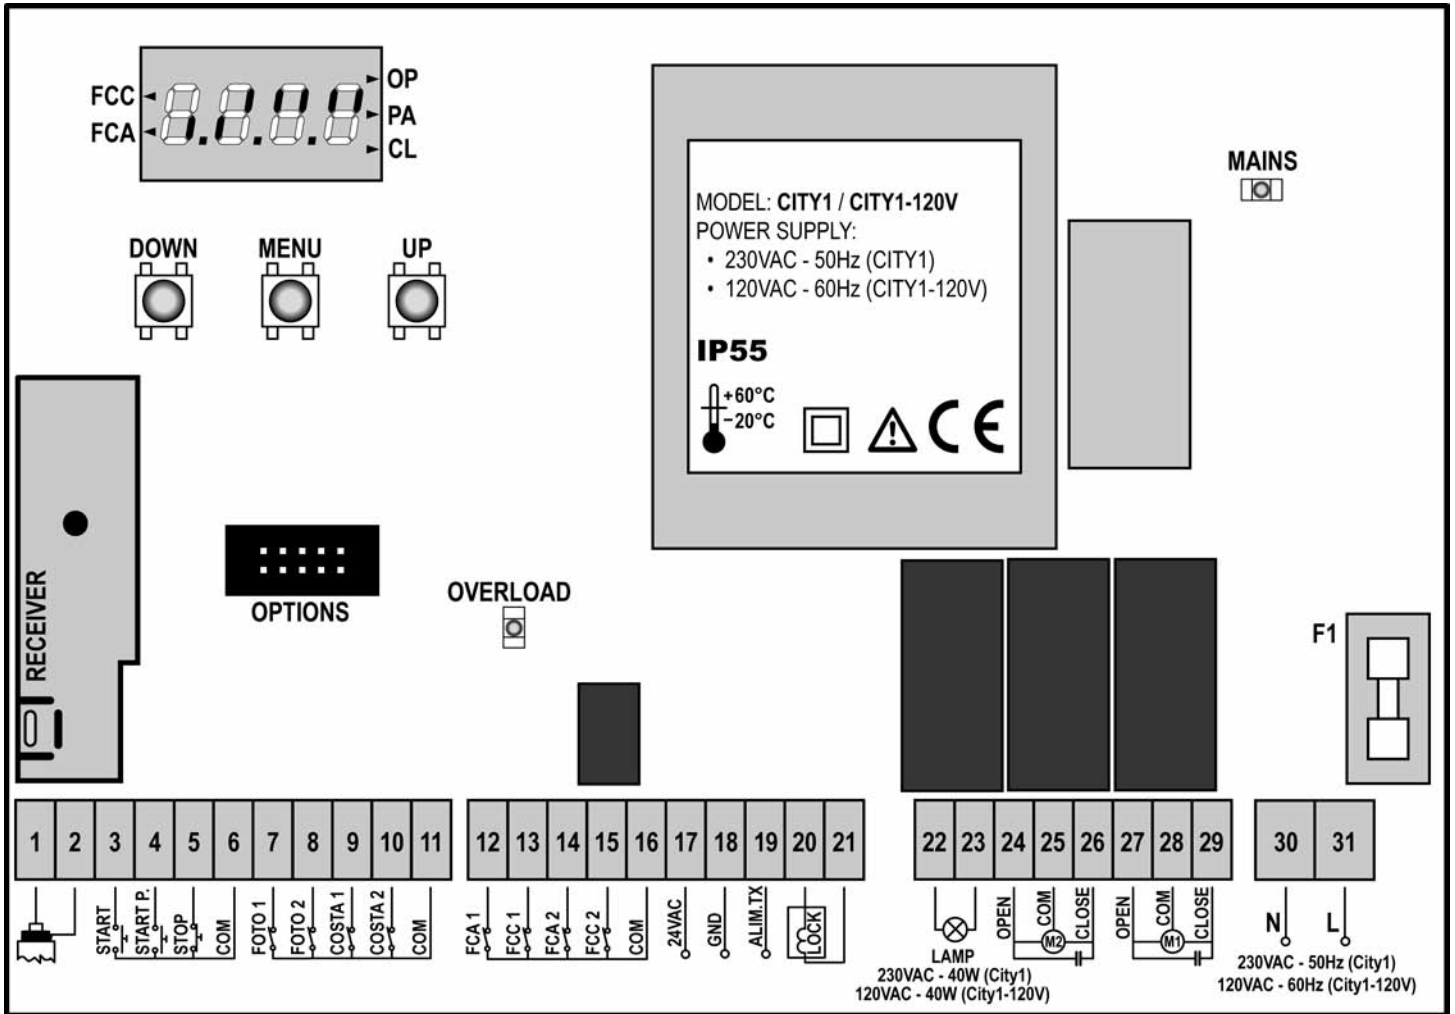 FCC
FCA
OP
PA
CL
DOWN
MENU
UP
MODEL: CITY1 / CITY1-120V
POWER SUPPLY:
• 230VAC - 50Hz (CITY1)
• 120VAC - 60Hz (CITY1-120V)
IP55
+60°C
-20°C
CE
MAINS
RECEIVER
OPTIONS
OVERLOAD
F1
1 2 3 4 5 6 7 8 9 10 11
12 13 14 15 16 17 18 19 20 21
22 23 24 25 26 27 28 29
30 31
START
START P.
STOP
COM
FOTO 1
FOTO 2
COSTA 1
COSTA 2
COM
FCA 1
FCC 1
FCA 2
FCC 2
COM
24VAC
GND
ALIM.TX
LOCK
LAMP
230VAC - 40W (City1)
120VAC - 40W (City1-120V)
OPEN
COM
CLOSE
M2
OPEN
COM
CLOSE
M1
N
L
230VAC - 50Hz (City1)
120VAC - 60Hz (City1-120V)